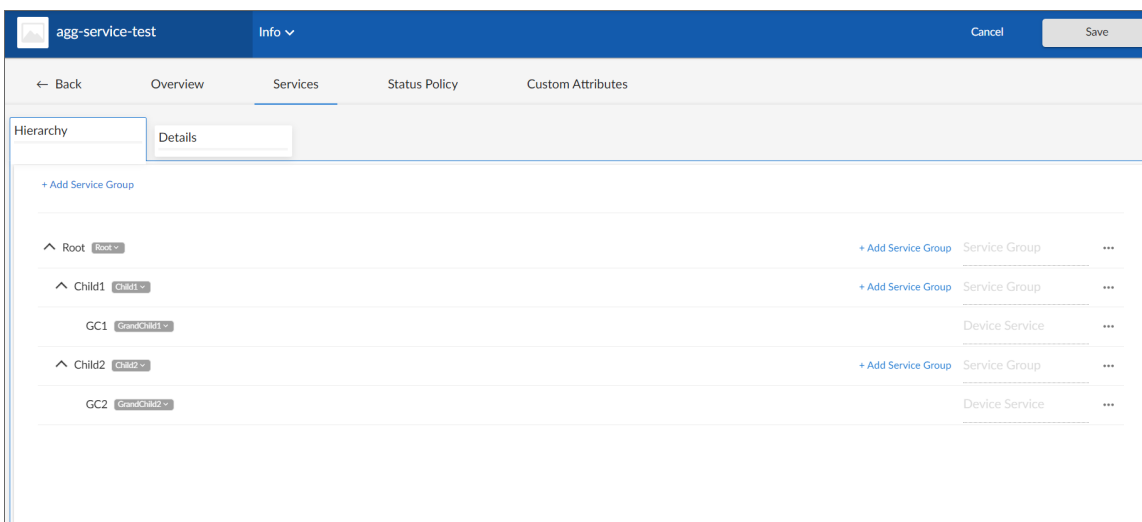 agg-service-test Info Cancel Save
← Back Overview Services Status Policy Custom Attributes
Hierarchy Details
+ Add Service Group
Root Root + Add Service Group Service Group ...
Child1 Child1 + Add Service Group Service Group ...
GC1 GrandChild1 Device Service ...
Child2 Child2 + Add Service Group Service Group ...
GC2 GrandChild2 Device Service ...